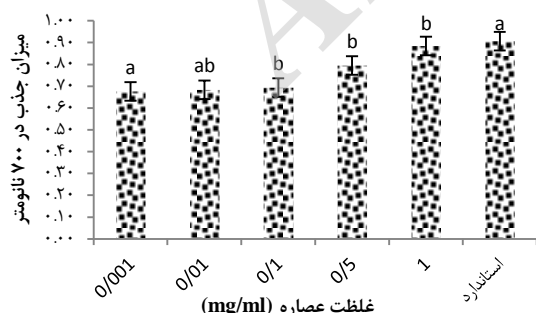 میزان جذب در ۷۰۰ نانومتر
۱.۰۰
۰.۹۰
۰.۸۰
۰.۷۰
۰.۶۰
۰.۵۰
۰.۴۰
۰.۳۰
۰.۲۰
۰.۱۰
۰.۰۰
a ab b b b a
0/001 0/01 0/1 0/5 1 استاندارد
غلظت عصاره (mg/ml)